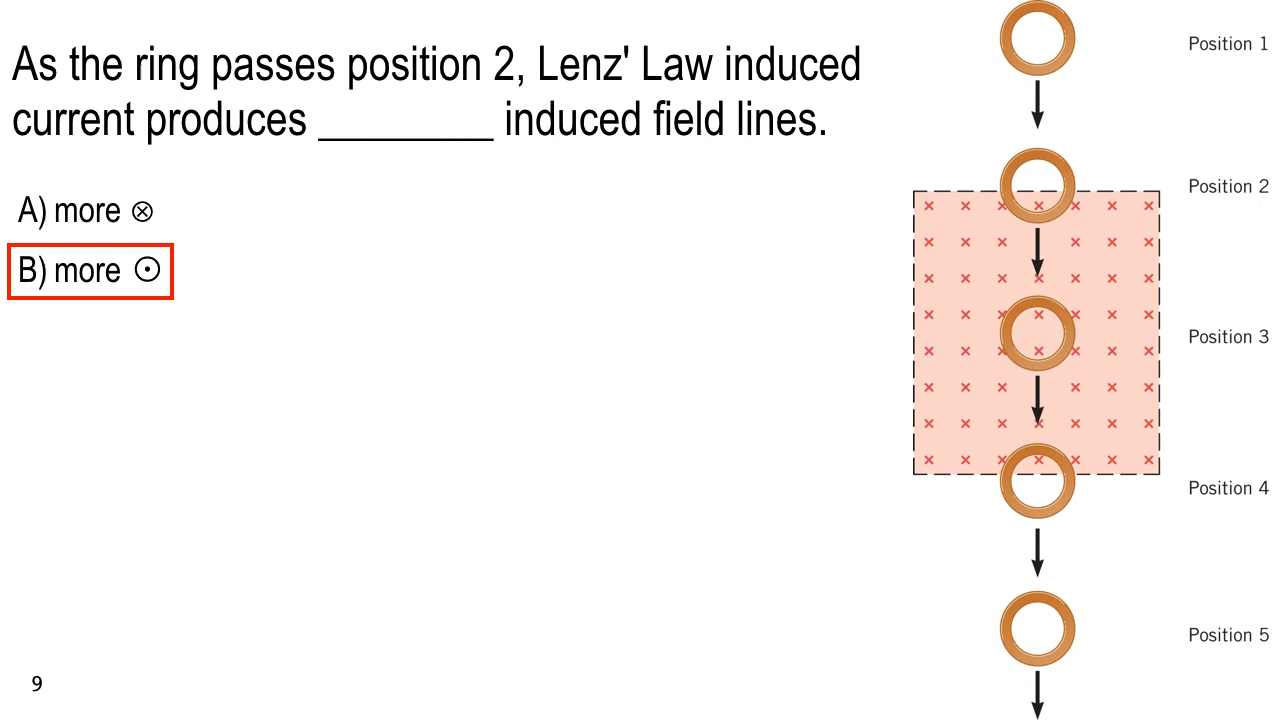 As the ring passes position 2, Lenz' Law induced
current produces ________ induced field lines.
A) more ⊗
B) more ⊙
Position 1
Position 2
Position 3
Position 4
Position 5
9